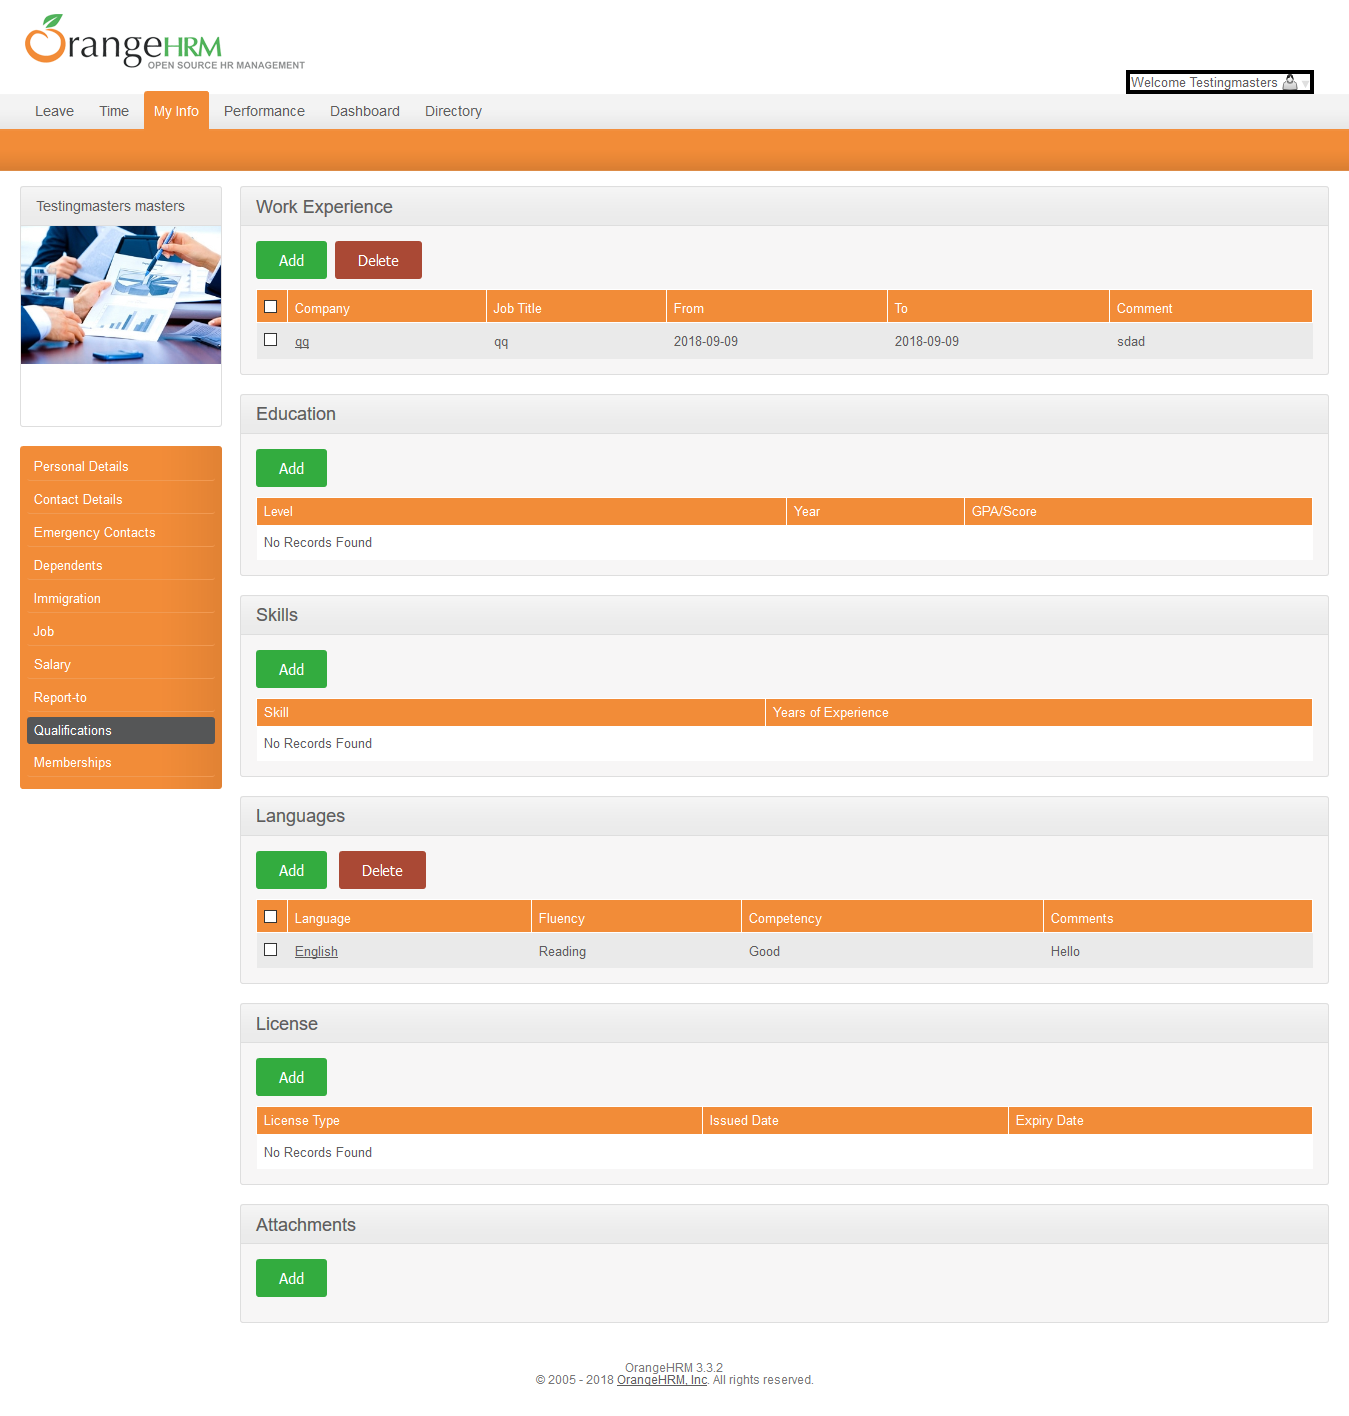 OrangeHRM
OPEN SOURCE HR MANAGEMENT
Welcome Testingmasters
Leave Time My Info Performance Dashboard Directory
Testingmasters masters
Personal Details
Contact Details
Emergency Contacts
Dependents
Immigration
Job
Salary
Report-to
Qualifications
Memberships
Work Experience
Add Delete
Company Job Title From To Comment
qq qq 2018-09-09 2018-09-09 sdad
Education
Add
Level Year GPA/Score
No Records Found
Skills
Add
Skill Years of Experience
No Records Found
Languages
Add Delete
Language Fluency Competency Comments
English Reading Good Hello
License
Add
License Type Issued Date Expiry Date
No Records Found
Attachments
Add
OrangeHRM 3.3.2
© 2005 - 2018 OrangeHRM, Inc. All rights reserved.